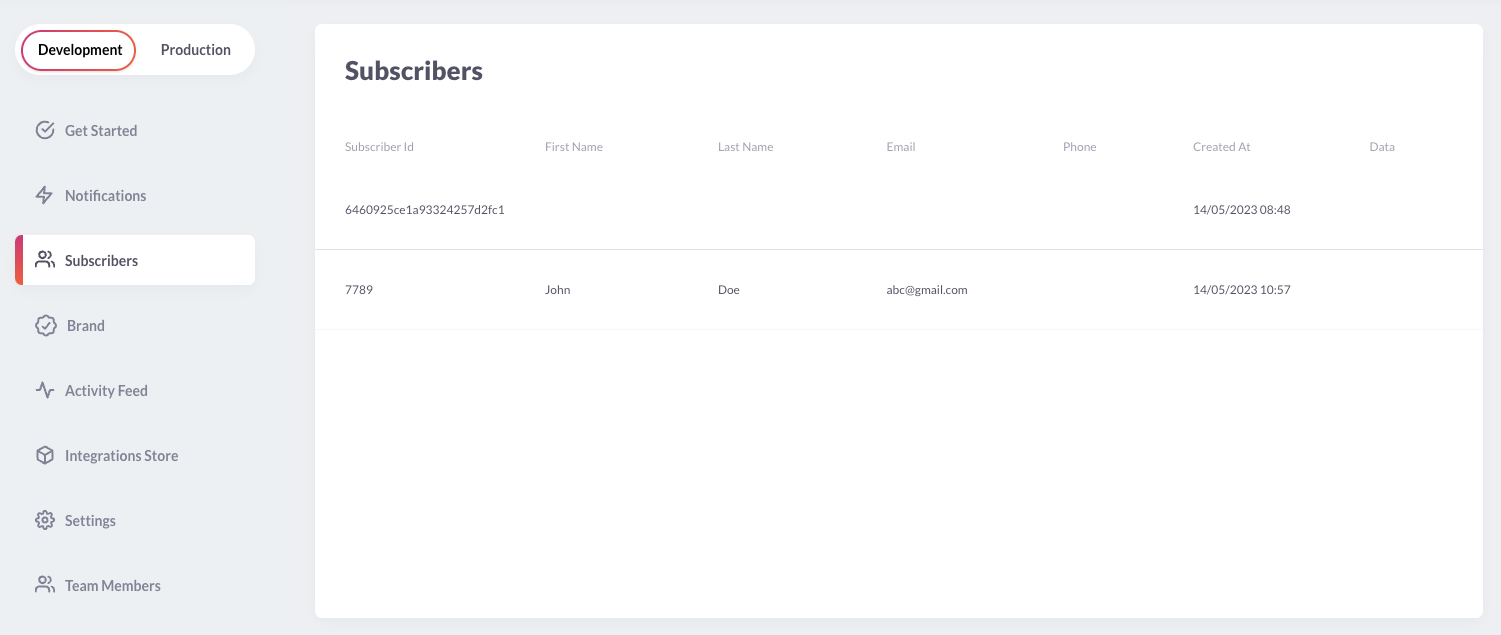 Development Production
Get Started
Notifications
Subscribers
Brand
Activity Feed
Integrations Store
Settings
Team Members
Subscribers
Subscriber Id First Name Last Name Email Phone Created At Data
6460925ce1a93324257d2fc1 14/05/2023 08:48
7789 John Doe abc@gmail.com 14/05/2023 10:57